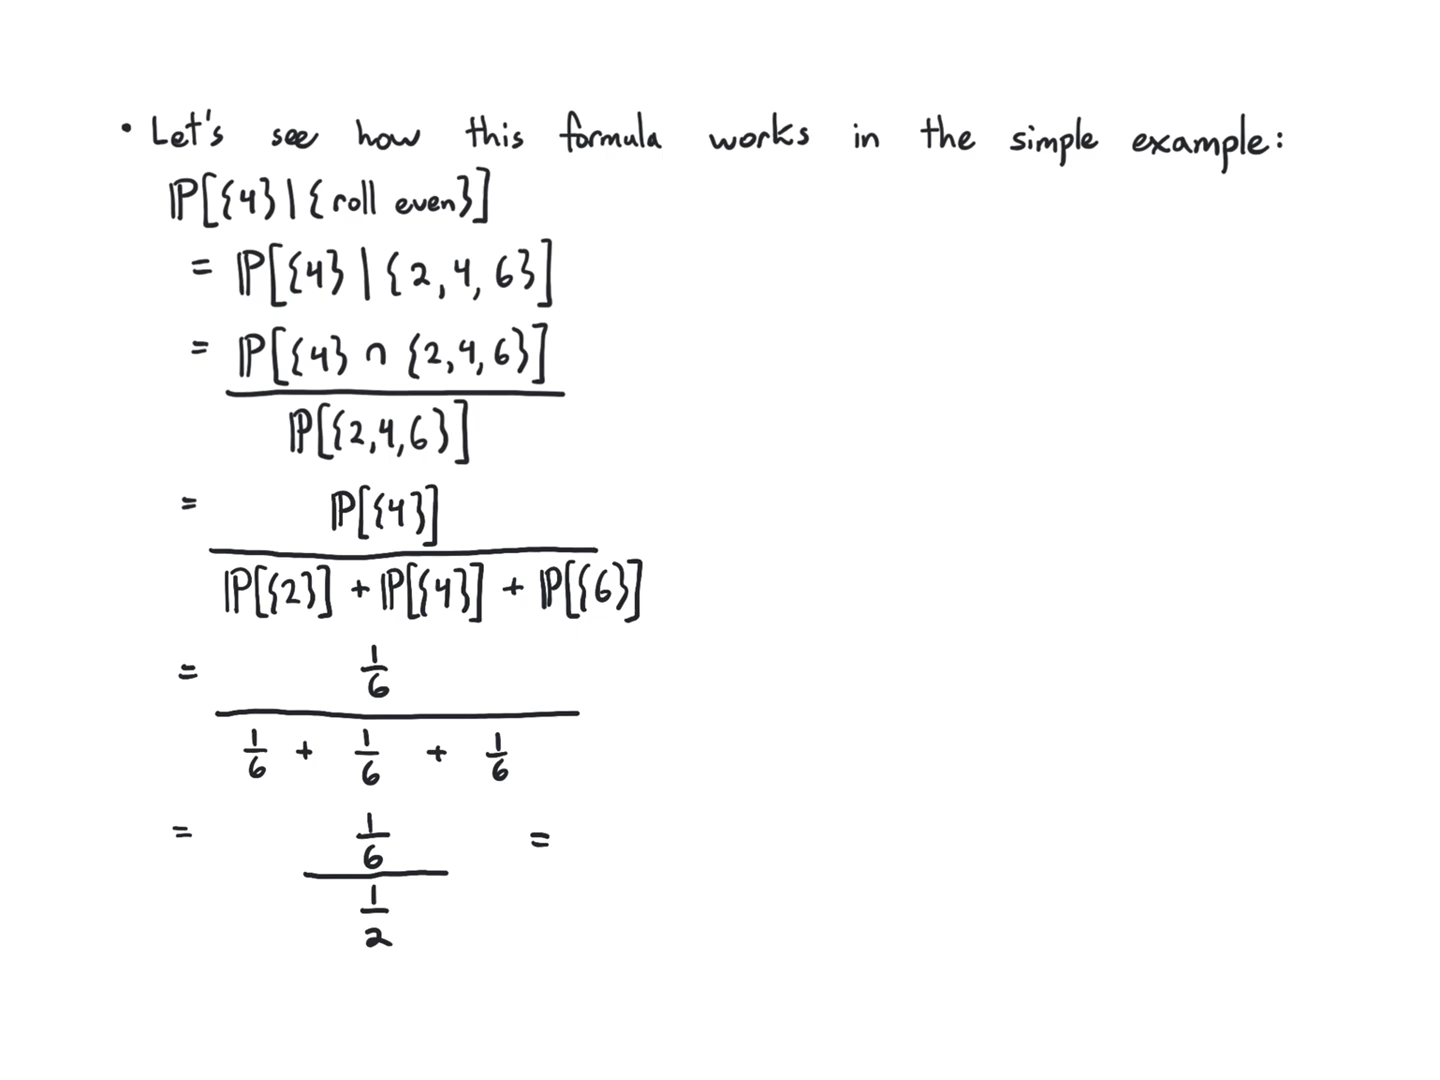 • Let's see how this formula works in the simple example:
ℙ[{4} | {roll even}]
= ℙ[{4} | {2, 4, 6}]
= ℙ[{4} ∩ {2,4,6}]
ℙ[{2,4,6}]
= ℙ[{4}]
ℙ[{2}] + ℙ[{4}] + ℙ[{6}]
= 1/6
1/6 + 1/6 + 1/6
= 1/6 =
1/2